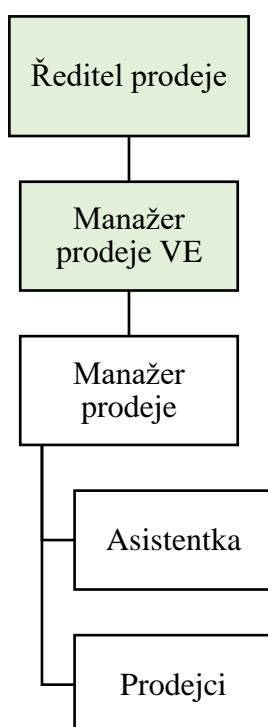 Ředitel prodeje
Manažer
prodeje VE
Manažer
prodeje
Asistentka
Prodejci